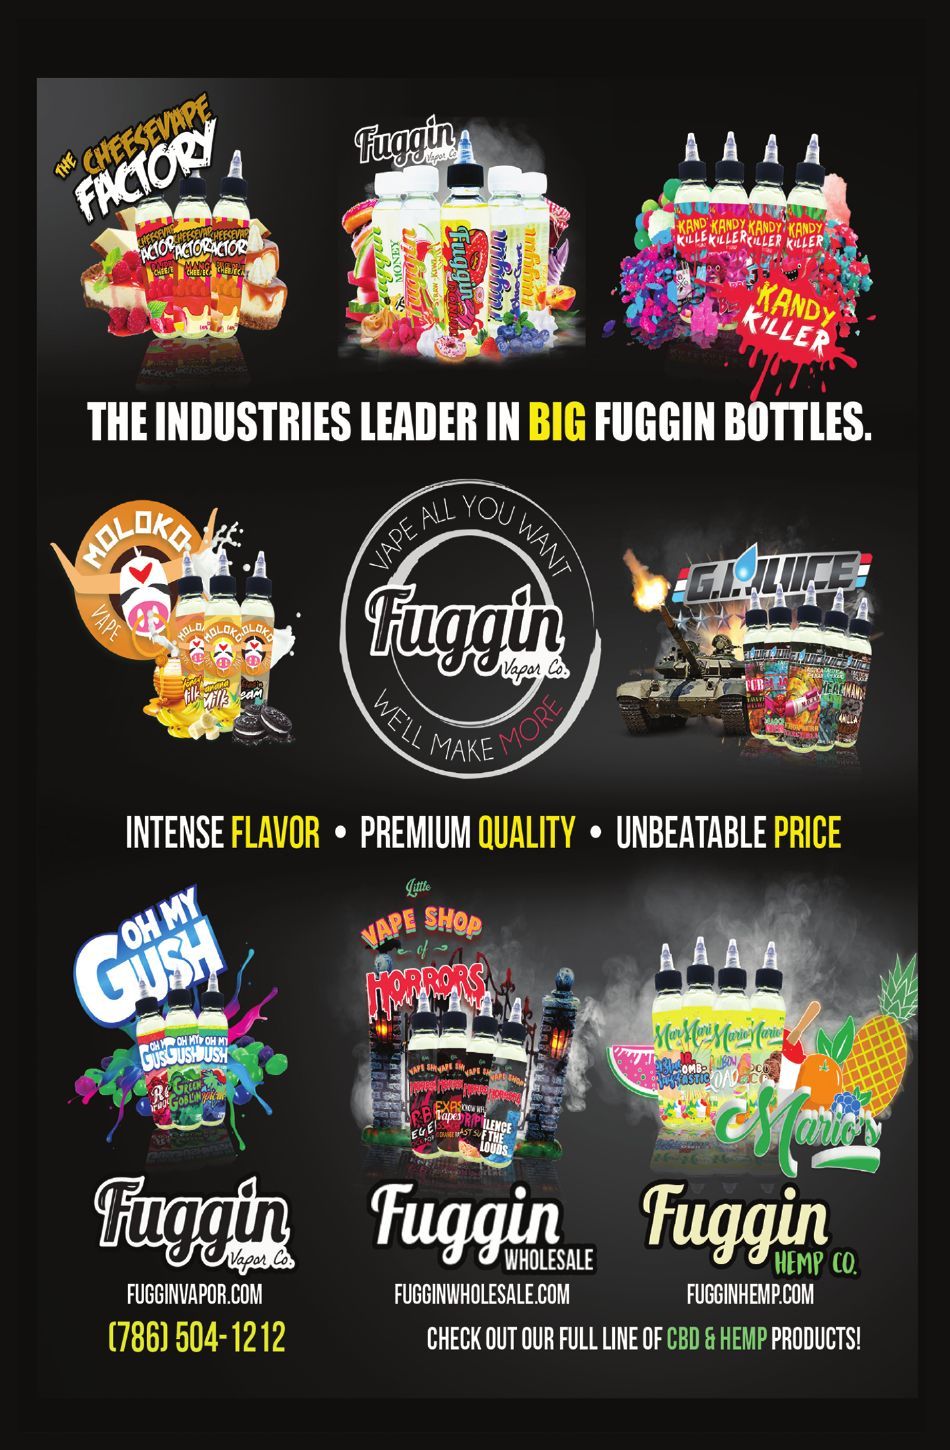 THE CHEESEVAPE
FACTORY
Fuggin
Vapor Co.
KANDY
KILLER
THE INDUSTRIES LEADER IN BIG FUGGIN BOTTLES.
MOLOKO
VAPE
VAPE ALL YOU WANT
Fuggin
Vapor Co.
WE'LL MAKE MORE
G.I. JUICE
INTENSE FLAVOR • PREMIUM QUALITY • UNBEATABLE PRICE
OH MY
GUSH
Little
VAPE SHOP
of
HORRORS
Mario's
Fuggin
Vapor Co.
FUGGINVAPOR.COM
(786) 504-1212
Fuggin
WHOLESALE
FUGGINWHOLESALE.COM
Fuggin
HEMP CO.
FUGGINHEMP.COM
CHECK OUT OUR FULL LINE OF CBD & HEMP PRODUCTS!